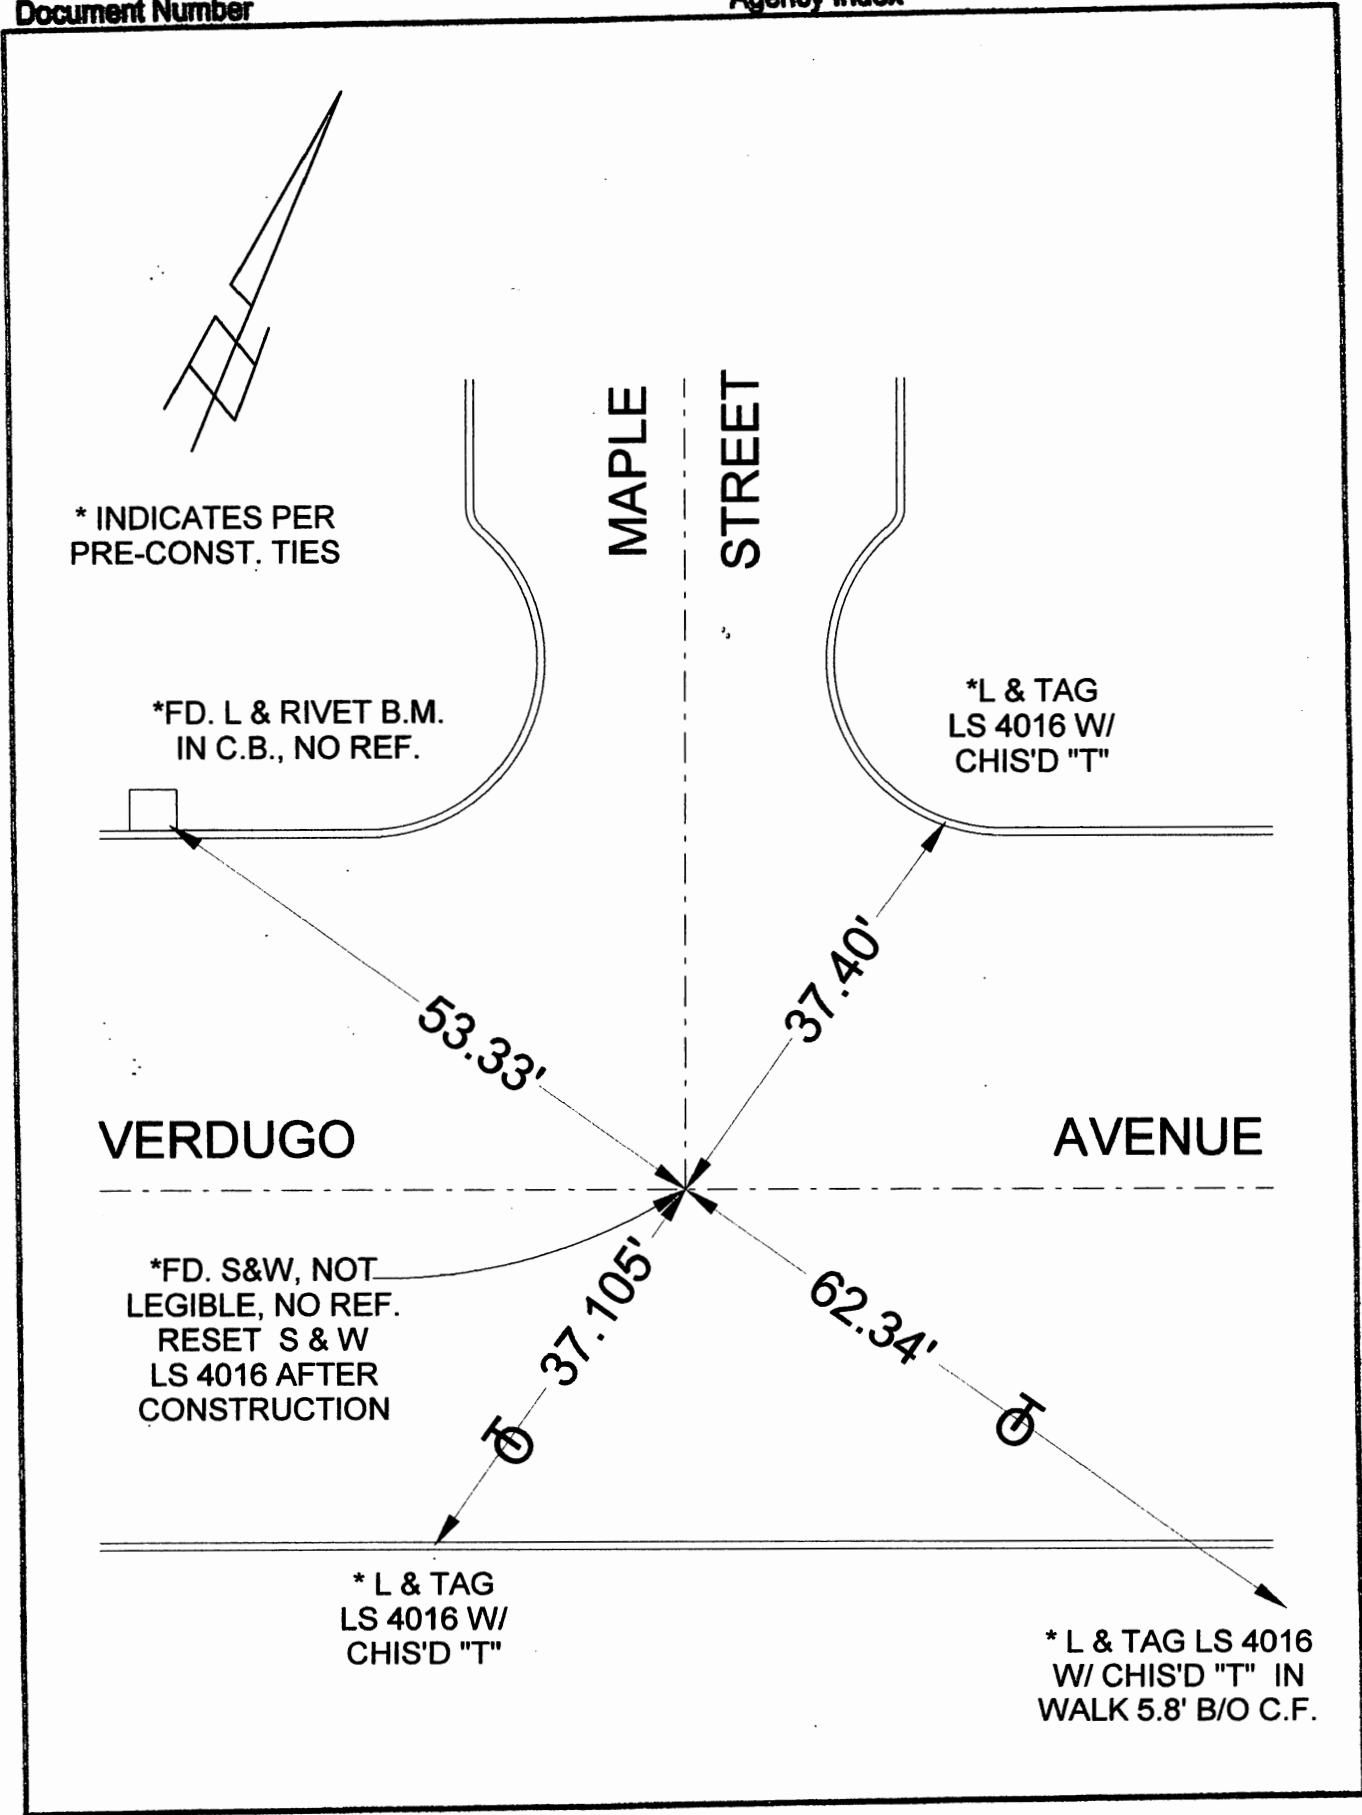 Document Number
Agency Index
MAPLE
STREET
* INDICATES PER
PRE-CONST. TIES
*FD. L & RIVET B.M.
IN C.B., NO REF.
*L & TAG
LS 4016 W/
CHIS'D "T"
53.33'
37.40'
VERDUGO
AVENUE
*FD. S&W, NOT
LEGIBLE, NO REF.
RESET S & W
LS 4016 AFTER
CONSTRUCTION
37.105'
62.34'
* L & TAG
LS 4016 W/
CHIS'D "T"
* L & TAG LS 4016
W/ CHIS'D "T" IN
WALK 5.8' B/O C.F.